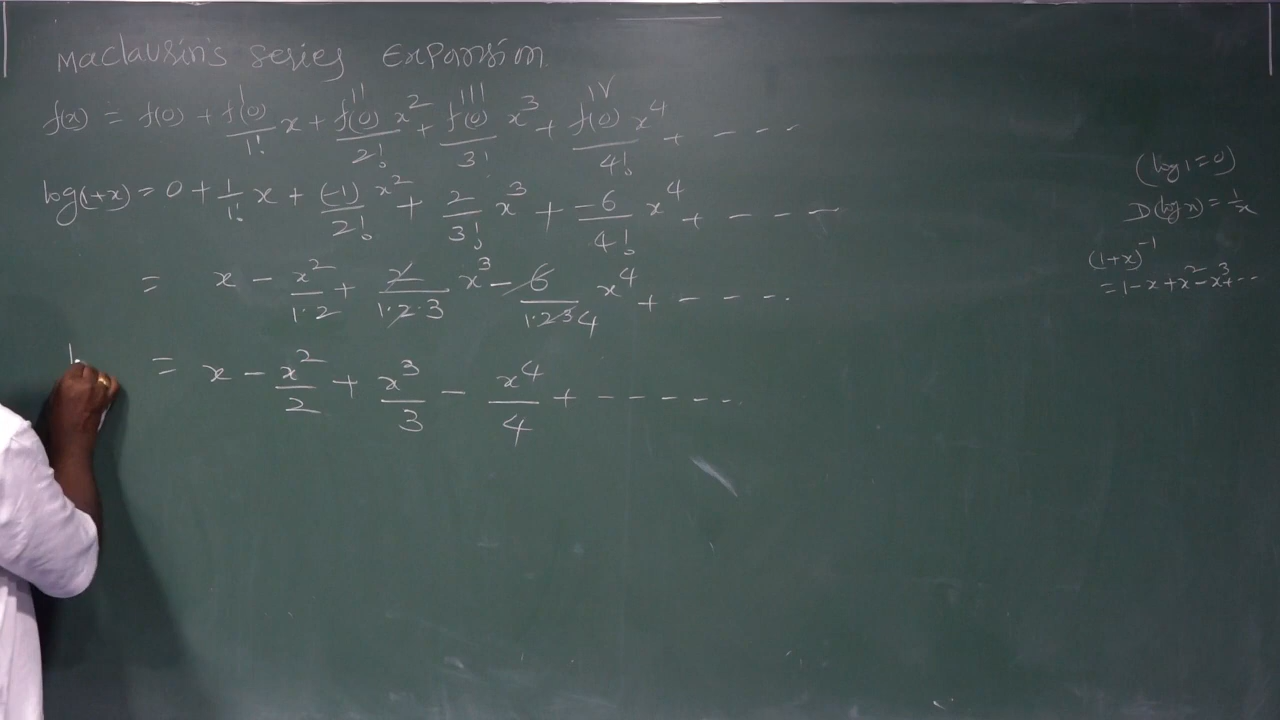 Maclaurin's Series Expansion
f(x) = f(0) + f'(0)/1! x + f''(0)/2! x² + f'''(0)/3! x³ + f^IV(0)/4! x⁴ + - - - -
log(1+x) = 0 + 1/1! x + (-1)/2! x² + 2/3! x³ + -6/4! x⁴ + - - - -
= x - x²/1·2 + 2/1·2·3 x³ - 6/1·2·3·4 x⁴ + - - - -
= x - x²/2 + x³/3 - x⁴/4 + - - - - -
(log 1 = 0)
D(log x) = 1/x
(1+x)⁻¹
= 1 - x + x² - x³ + - - -